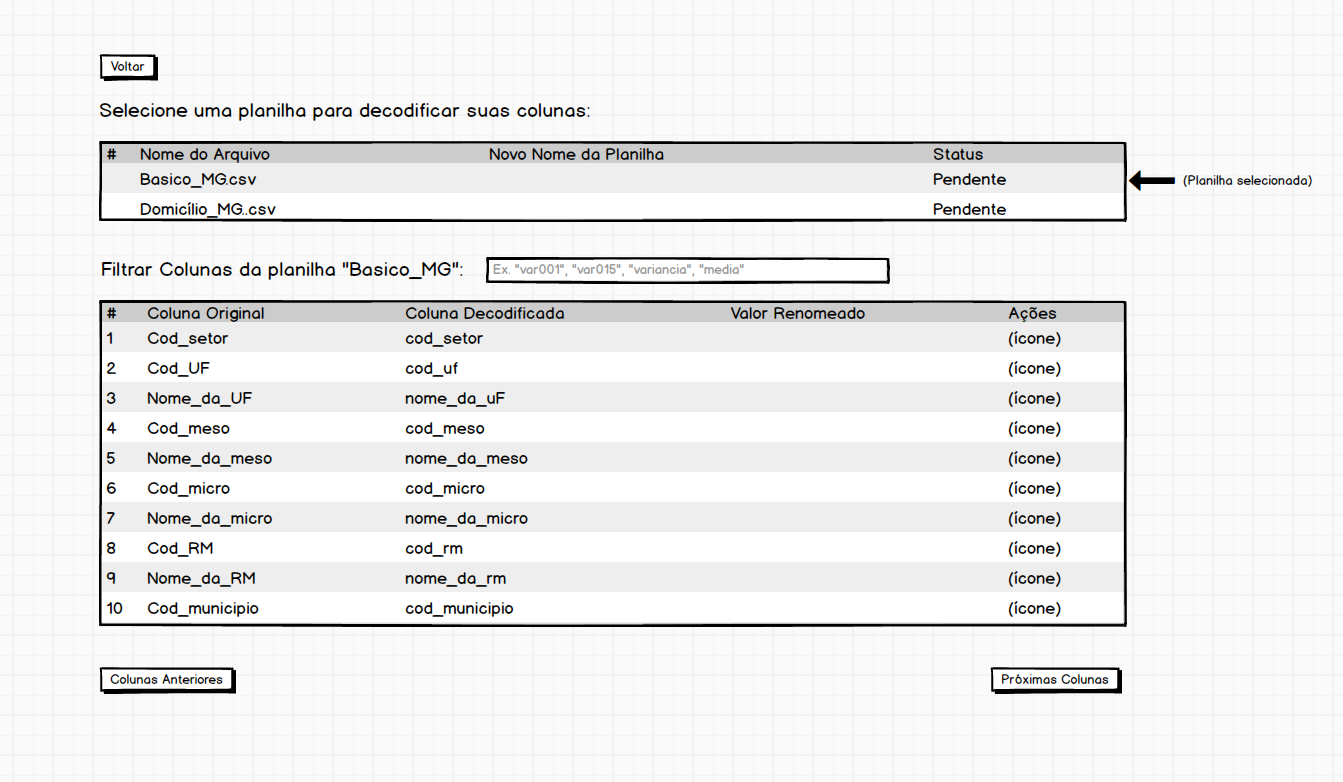 Voltar
Selecione uma planilha para decodificar suas colunas:
# Nome do Arquivo Novo Nome da Planilha Status
Basico_MG.csv Pendente (Planilha selecionada)
Domicílio_MG..csv Pendente
Filtrar Colunas da planilha "Basico_MG": Ex. "var001", "var015", "variancia", "media"
# Coluna Original Coluna Decodificada Valor Renomeado Ações
1 Cod_setor cod_setor (ícone)
2 Cod_UF cod_uf (ícone)
3 Nome_da_UF nome_da_uF (ícone)
4 Cod_meso cod_meso (ícone)
5 Nome_da_meso nome_da_meso (ícone)
6 Cod_micro cod_micro (ícone)
7 Nome_da_micro nome_da_micro (ícone)
8 Cod_RM cod_rm (ícone)
9 Nome_da_RM nome_da_rm (ícone)
10 Cod_municipio cod_municipio (ícone)
Colunas Anteriores Próximas Colunas